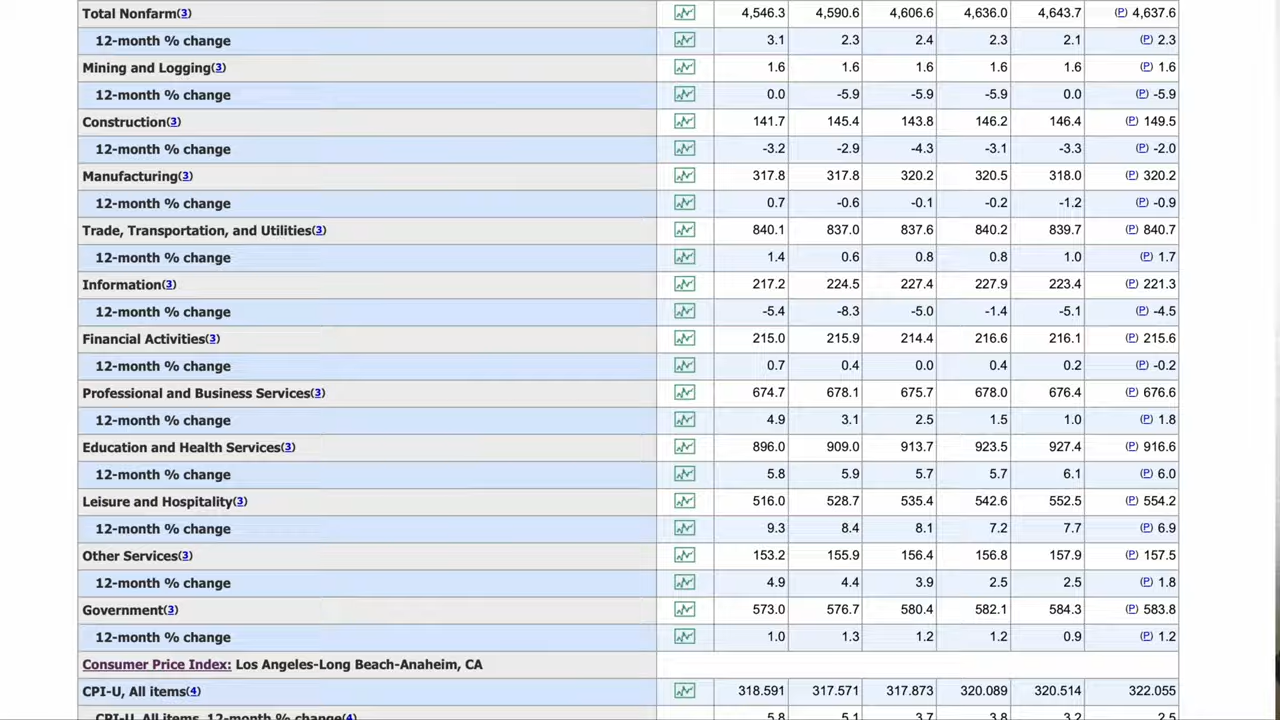 Total Nonfarm(3) 4,546.3 4,590.6 4,606.6 4,636.0 4,643.7 (P) 4,637.6
12-month % change 3.1 2.3 2.4 2.3 2.1 (P) 2.3
Mining and Logging(3) 1.6 1.6 1.6 1.6 1.6 (P) 1.6
12-month % change 0.0 -5.9 -5.9 -5.9 0.0 (P) -5.9
Construction(3) 141.7 145.4 143.8 146.2 146.4 (P) 149.5
12-month % change -3.2 -2.9 -4.3 -3.1 -3.3 (P) -2.0
Manufacturing(3) 317.8 317.8 320.2 320.5 318.0 (P) 320.2
12-month % change 0.7 -0.6 -0.1 -0.2 -1.2 (P) -0.9
Trade, Transportation, and Utilities(3) 840.1 837.0 837.6 840.2 839.7 (P) 840.7
12-month % change 1.4 0.6 0.8 0.8 1.0 (P) 1.7
Information(3) 217.2 224.5 227.4 227.9 223.4 (P) 221.3
12-month % change -5.4 -8.3 -5.0 -1.4 -5.1 (P) -4.5
Financial Activities(3) 215.0 215.9 214.4 216.6 216.1 (P) 215.6
12-month % change 0.7 0.4 0.0 0.4 0.2 (P) -0.2
Professional and Business Services(3) 674.7 678.1 675.7 678.0 676.4 (P) 676.6
12-month % change 4.9 3.1 2.5 1.5 1.0 (P) 1.8
Education and Health Services(3) 896.0 909.0 913.7 923.5 927.4 (P) 916.6
12-month % change 5.8 5.9 5.7 5.7 6.1 (P) 6.0
Leisure and Hospitality(3) 516.0 528.7 535.4 542.6 552.5 (P) 554.2
12-month % change 9.3 8.4 8.1 7.2 7.7 (P) 6.9
Other Services(3) 153.2 155.9 156.4 156.8 157.9 (P) 157.5
12-month % change 4.9 4.4 3.9 2.5 2.5 (P) 1.8
Government(3) 573.0 576.7 580.4 582.1 584.3 (P) 583.8
12-month % change 1.0 1.3 1.2 1.2 0.9 (P) 1.2
Consumer Price Index: Los Angeles-Long Beach-Anaheim, CA
CPI-U, All items(4) 318.591 317.571 317.873 320.089 320.514 322.055
CPI-U, All items, 12-month % change(4) 5.8 5.1 3.7 3.8 3.2 2.5